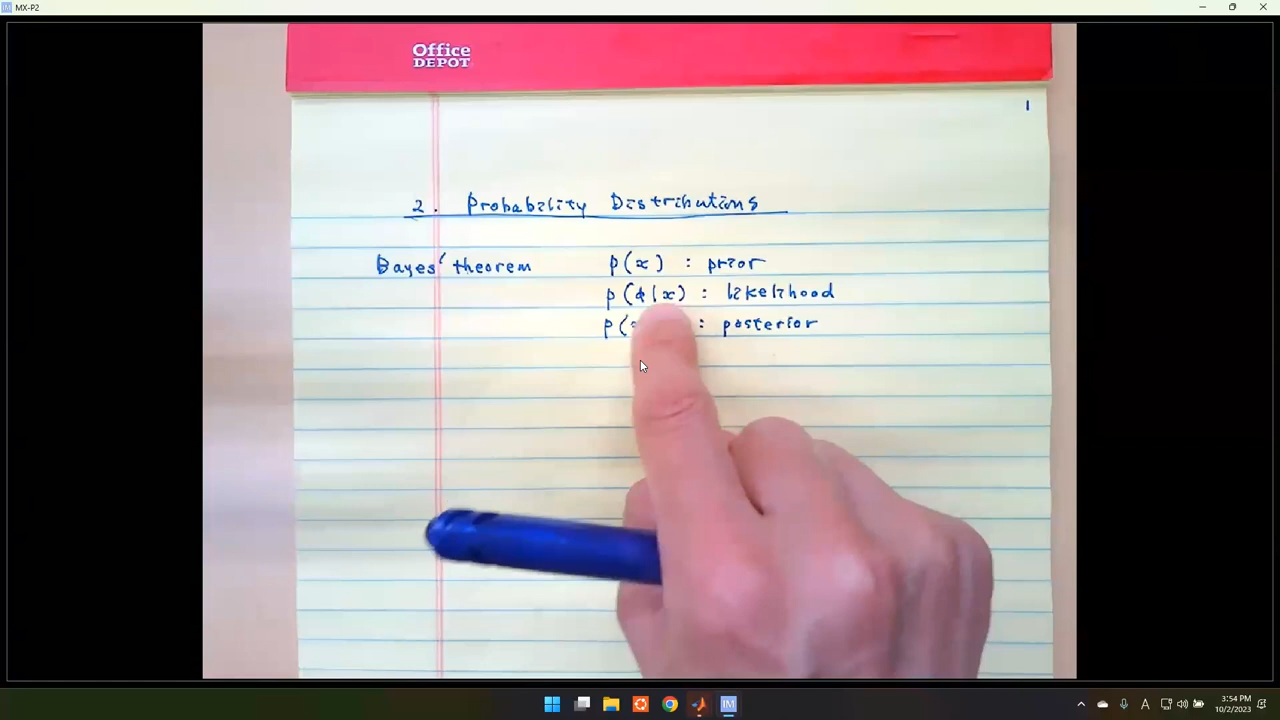 MX-P2
Office
DEPOT
1
2. Probability Distributions
Bayes' theorem p(x) : prior
p(d|x) : likelihood
p( : posterior
A
3:54 PM
10/2/2023